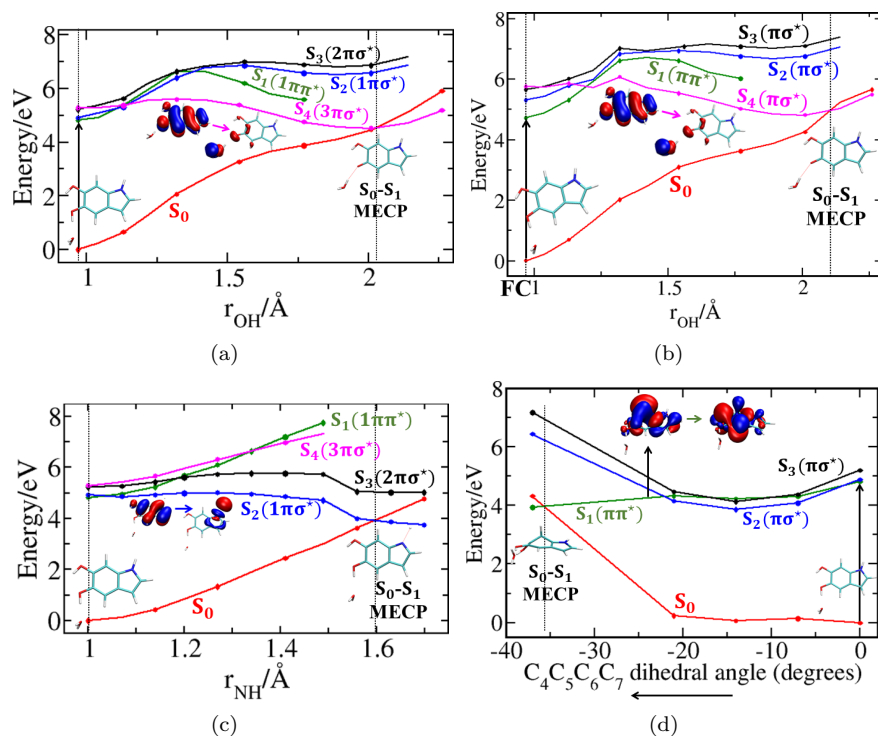 8
6
4
2
0
Energy/eV
S₃(2πσ*)
S₂(1πσ*)
S₁(1ππ*)
S₄(3πσ*)
S₀
S₀-S₁
MECP
1
1.5
2
r_OH/Å
(a)
8
6
4
2
0
Energy/eV
S₃(πσ*)
S₂(πσ*)
S₁(ππ*)
S₄(πσ*)
S₀
S₀-S₁
MECP
FC
1
1.5
2
r_OH/Å
(b)
8
6
4
2
0
Energy/eV
S₁(1ππ*)
S₄(3πσ*)
S₃(2πσ*)
S₂(1πσ*)
S₀
S₀-S₁
MECP
1
1.2
1.4
1.6
r_NH/Å
(c)
8
6
4
2
0
Energy/eV
S₃(πσ*)
S₁(ππ*)
S₂(πσ*)
S₀-S₁
MECP
S₀
-40
-30
-20
-10
0
C₄C₅C₆C₇ dihedral angle (degrees)
(d)